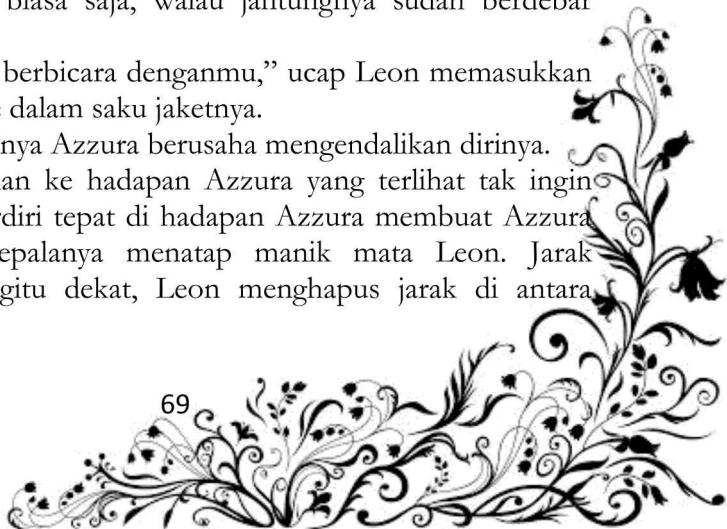 biasa saja, walau jantungnya sudah berdebar
berbicara denganmu,” ucap Leon memasukkan
dalam saku jaketnya.
nya Azzura berusaha mengendalikan dirinya.
an ke hadapan Azzura yang terlihat tak ingin
rdiri tepat di hadapan Azzura membuat Azzura
epalanya menatap manik mata Leon. Jarak
gitu dekat, Leon menghapus jarak di antara
69